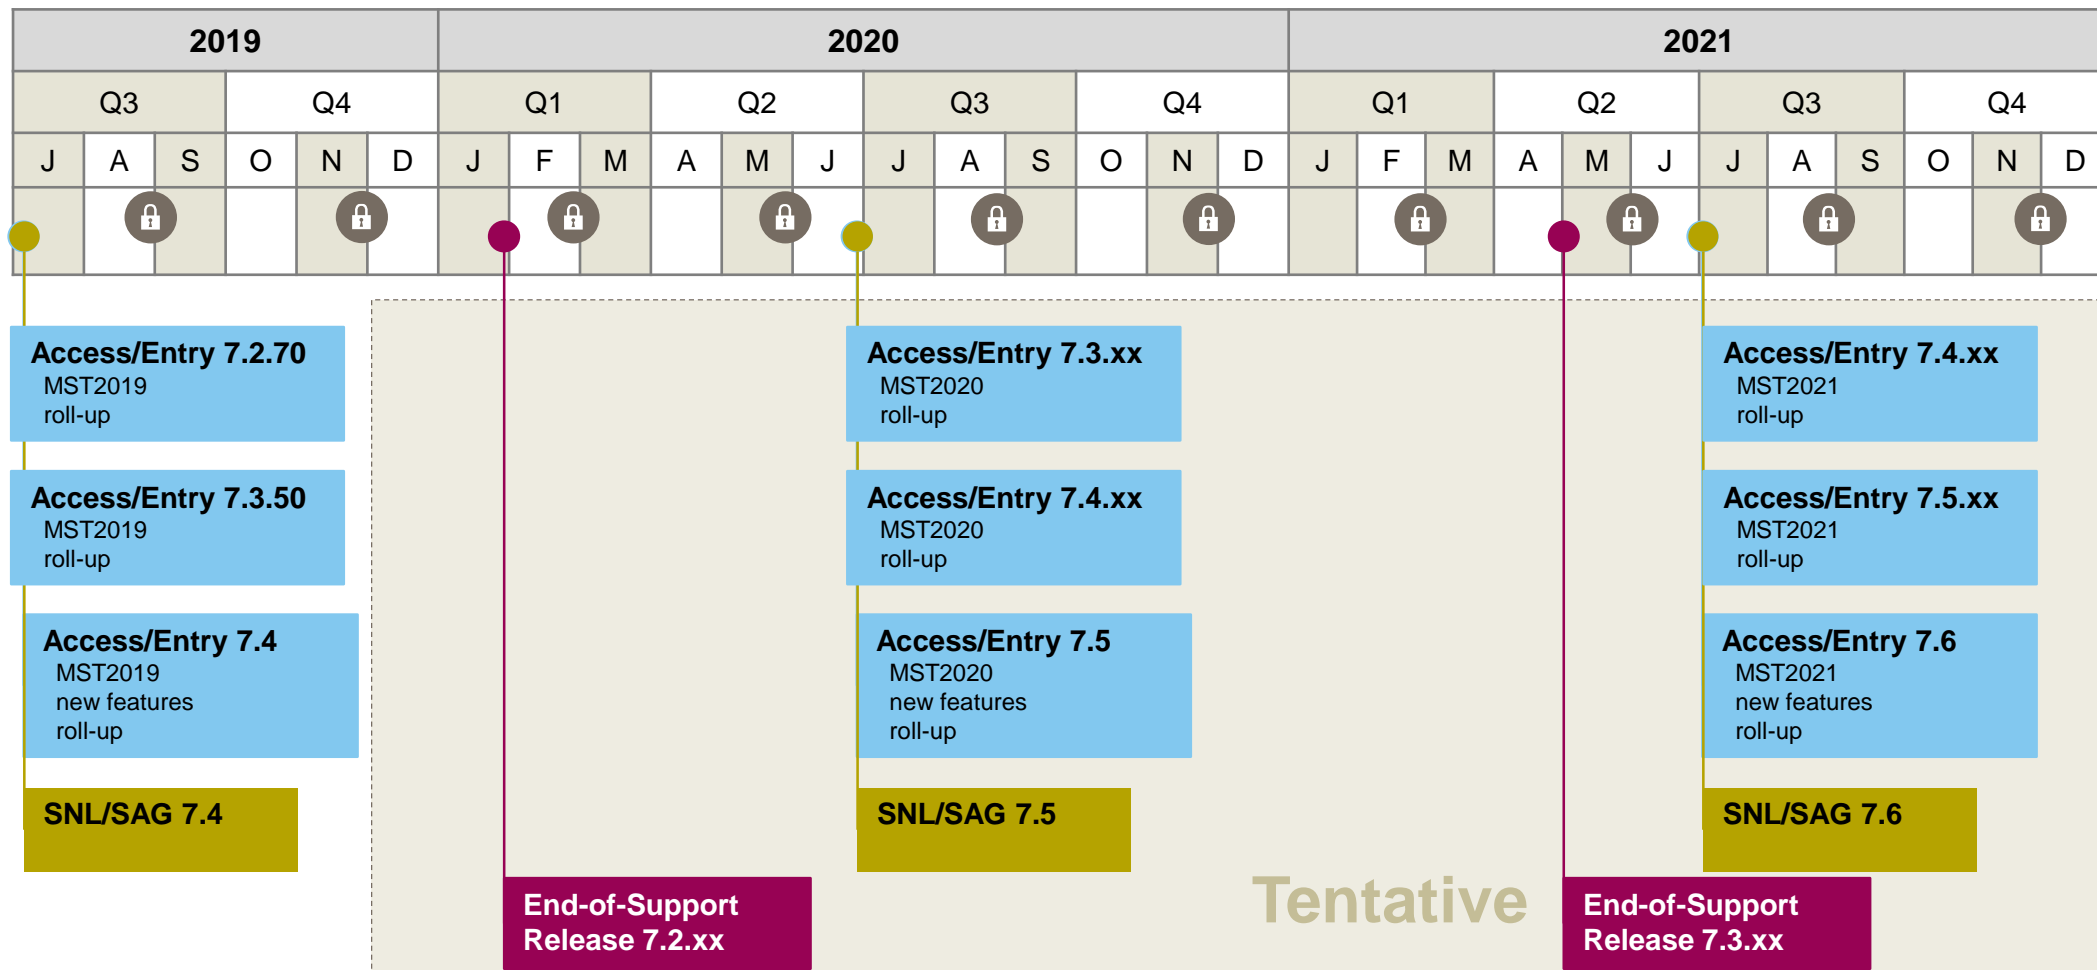 2019 2020 2021
Q3 Q4 Q1 Q2 Q3 Q4 Q1 Q2 Q3 Q4
J A S O N D J F M A M J J A S O N D J F M A M J J A S O N D
Access/Entry 7.2.70
MST2019
roll-up
Access/Entry 7.3.xx
MST2020
roll-up
Access/Entry 7.4.xx
MST2021
roll-up
Access/Entry 7.3.50
MST2019
roll-up
Access/Entry 7.4.xx
MST2020
roll-up
Access/Entry 7.5.xx
MST2021
roll-up
Access/Entry 7.4
MST2019
new features
roll-up
Access/Entry 7.5
MST2020
new features
roll-up
Access/Entry 7.6
MST2021
new features
roll-up
SNL/SAG 7.4
SNL/SAG 7.5
SNL/SAG 7.6
End-of-Support
Release 7.2.xx
Tentative
End-of-Support
Release 7.3.xx